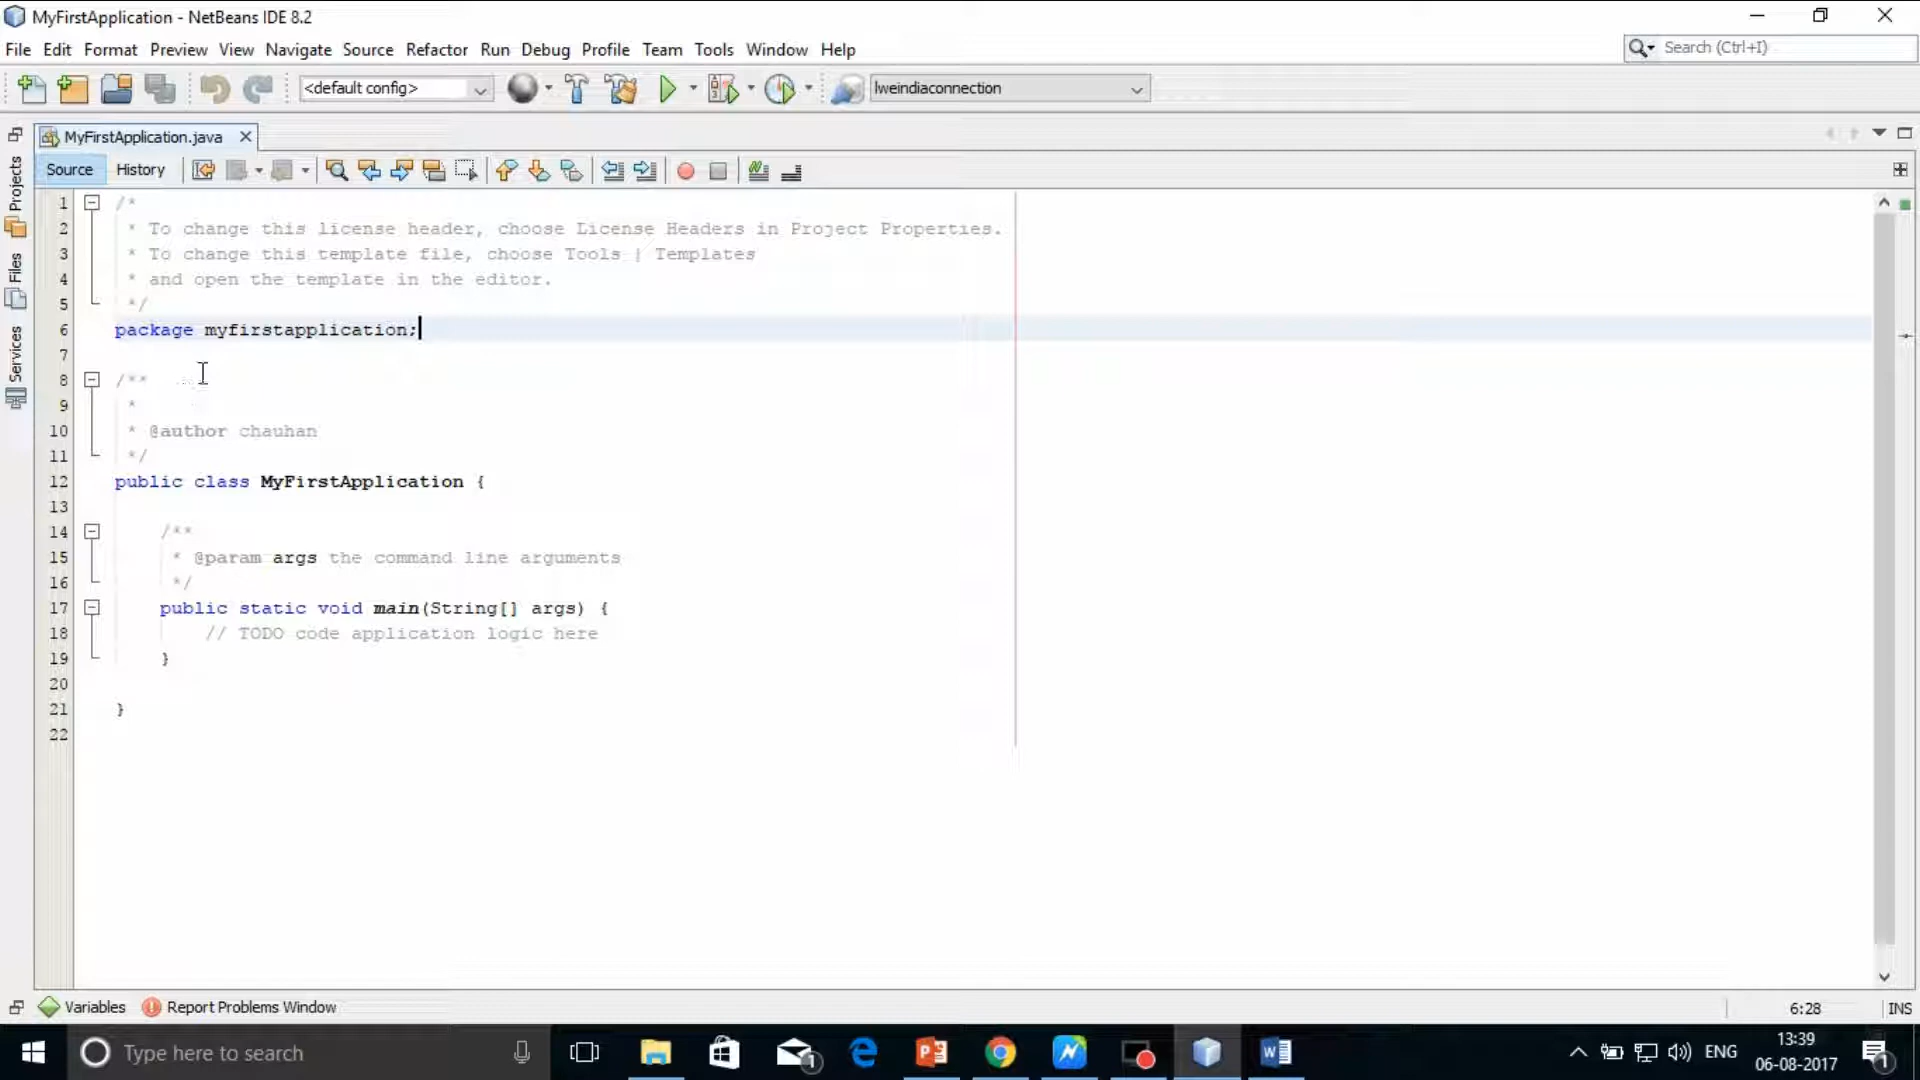 MyFirstApplication - NetBeans IDE 8.2
File Edit Format Preview View Navigate Source Refactor Run Debug Profile Team Tools Window Help
Search (Ctrl+I)
<default config>
lweindiaconnection
MyFirstApplication.java
Source History
Projects
Files
Services
1 /*
2 * To change this license header, choose License Headers in Project Properties.
3 * To change this template file, choose Tools | Templates
4 * and open the template in the editor.
5 */
6 package myfirstapplication;
7
8 /**
9 *
10 * @author chauhan
11 */
12 public class MyFirstApplication {
13
14 /**
15 * @param args the command line arguments
16 */
17 public static void main(String[] args) {
18 // TODO code application logic here
19 }
20
21 }
22
Variables Report Problems Window
6:28 INS
Type here to search
1
ENG
13:39
06-08-2017
1